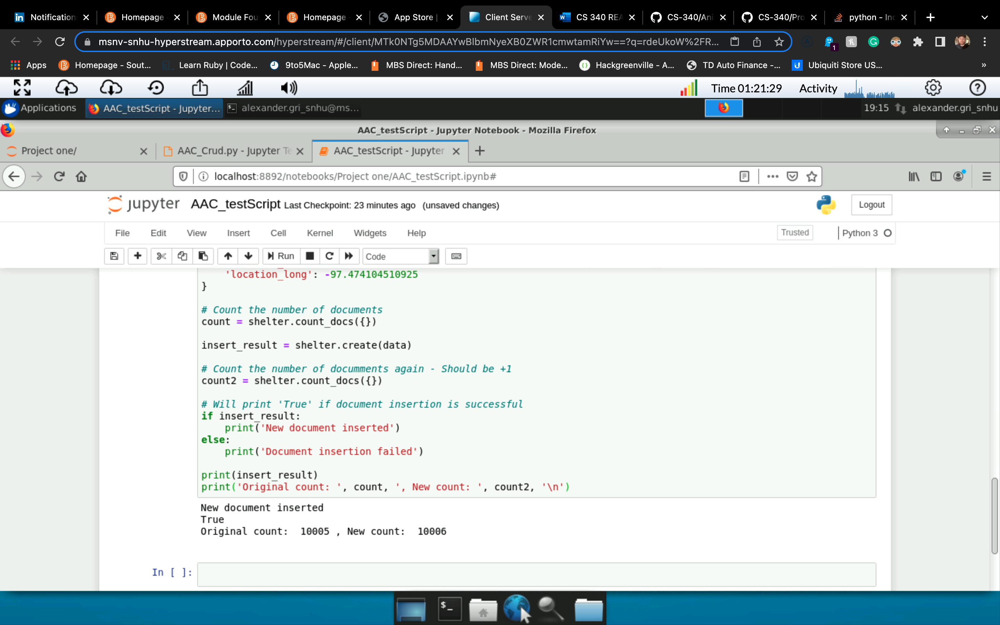 Notification
Homepage
Module Fou
Homepage
App Store |
Client Serve
CS 340 REA
CS-340/Ani
CS-340/Pro
python - Inc
msnv-snhu-hyperstream.apporto.com/hyperstream/#/client/MTk0NTg5MDAAYwBlbmNyeXB0ZWR1cmwtamRiYw==?q=rdeUkoW%2FR...
1
Apps
Homepage - Sout...
Learn Ruby | Code...
9to5Mac - Apple...
MBS Direct: Hand...
MBS Direct: Mode...
Hackgreenville - A...
TD Auto Finance -...
Ubiquiti Store US...
»
Time 01:21:29
Activity
Applications
AAC_testScript - Jupyter...
alexander.gri_snhu@ms...
19:15
alexander.gri_snhu
AAC_testScript - Jupyter Notebook - Mozilla Firefox
Project one/
AAC_Crud.py - Jupyter Te
AAC_testScript - Jupyter
localhost:8892/notebooks/Project one/AAC_testScript.ipynb#
jupyter AAC_testScript Last Checkpoint: 23 minutes ago (unsaved changes)
Logout
File Edit View Insert Cell Kernel Widgets Help
Trusted
Python 3
Run
Code
'location_long': -97.474104510925
}
# Count the number of documents
count = shelter.count_docs({})
insert_result = shelter.create(data)
# Count the number of documments again - Should be +1
count2 = shelter.count_docs({})
# Will print 'True' if document insertion is successful
if insert_result:
print('New document inserted')
else:
print('Document insertion failed')
print(insert_result)
print('Original count: ', count, ', New count: ', count2, '\n')
New document inserted
True
Original count:  10005 , New count:  10006
In [ ]:
$_